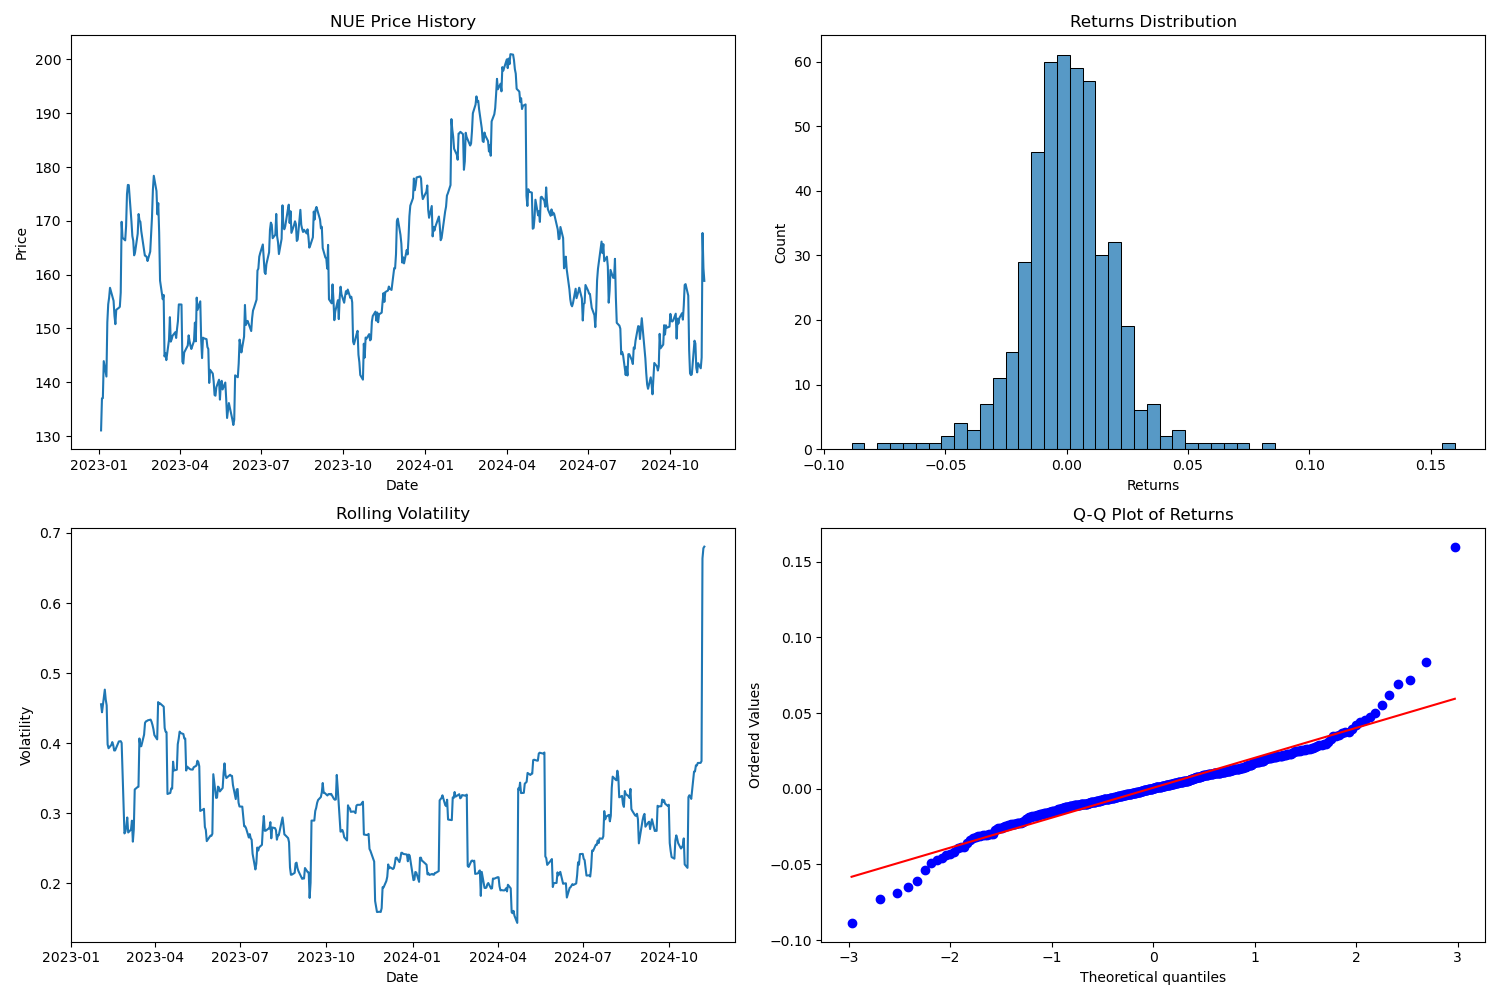 NUE Price History
Price
200
190
180
170
160
150
140
130
2023-01 2023-04 2023-07 2023-10 2024-01 2024-04 2024-07 2024-10
Date
Returns Distribution
Count
60
50
40
30
20
10
0
−0.10 −0.05 0.00 0.05 0.10 0.15
Returns
Rolling Volatility
Volatility
0.7
0.6
0.5
0.4
0.3
0.2
2023-01 2023-04 2023-07 2023-10 2024-01 2024-04 2024-07 2024-10
Date
Q-Q Plot of Returns
Ordered Values
0.15
0.10
0.05
0.00
−0.05
−0.10
−3 −2 −1 0 1 2 3
Theoretical quantiles